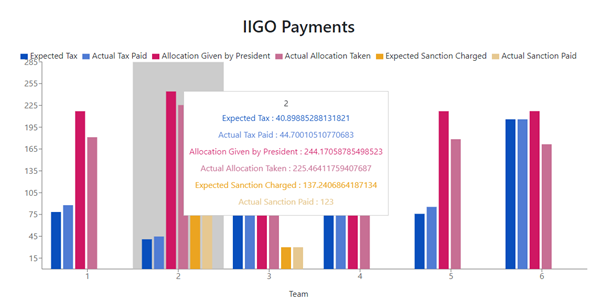 IIGO Payments
Expected Tax Actual Tax Paid Allocation Given by President Actual Allocation Taken Expected Sanction Charged Actual Sanction Paid
285
255
225
195
165
135
105
75
45
15
2
Expected Tax : 40.89885288131821
Actual Tax Paid : 44.70010510770683
Allocation Given by President : 244.17058785498523
Actual Allocation Taken : 225.46411759407687
Expected Sanction Charged : 137.2406864187134
Actual Sanction Paid : 123
1 2 3 4 5 6
Team